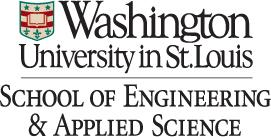 Washington
University in St. Louis
SCHOOL OF ENGINEERING
& APPLIED SCIENCE